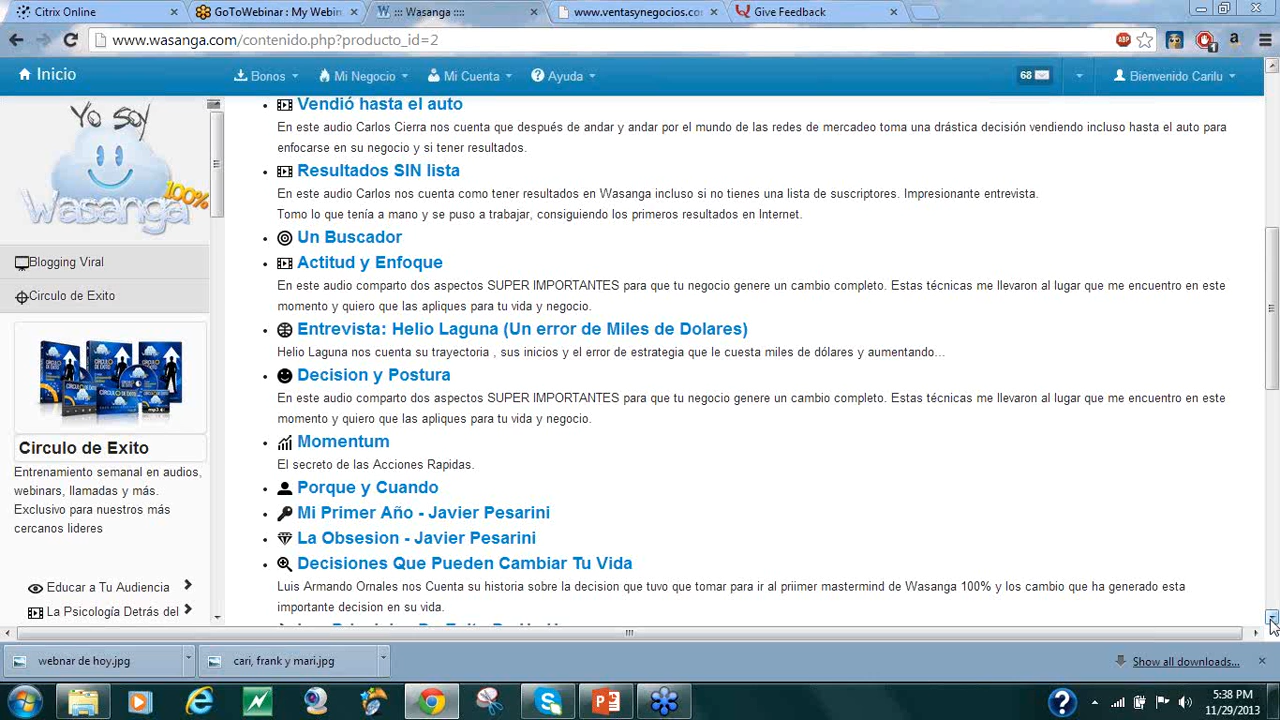 Citrix Online
GoToWebinar : My Webin
::: Wasanga ::::
www.ventasynegocios.co
Give Feedback
www.wasanga.com/contenido.php?producto_id=2
ABP
1
Inicio
Bonos
Mi Negocio
Mi Cuenta
Ayuda
68
Bienvenido Carilu
Yo Soy
Wasanga
100%
Blogging Viral
Circulo de Exito
Circulo de Exito
Entrenamiento semanal en audios,
webinars, llamadas y más.
Exclusivo para nuestros más
cercanos lideres
Educar a Tu Audiencia
La Psicología Detrás del
Vendió hasta el auto
En este audio Carlos Cierra nos cuenta que después de andar y andar por el mundo de las redes de mercadeo toma una drástica decisión vendiendo incluso hasta el auto para
enfocarse en su negocio y si tener resultados.
Resultados SIN lista
En este audio Carlos nos cuenta como tener resultados en Wasanga incluso si no tienes una lista de suscriptores. Impresionante entrevista.
Tomo lo que tenía a mano y se puso a trabajar, consiguiendo los primeros resultados en Internet.
Un Buscador
Actitud y Enfoque
En este audio comparto dos aspectos SUPER IMPORTANTES para que tu negocio genere un cambio completo. Estas técnicas me llevaron al lugar que me encuentro en este
momento y quiero que las apliques para tu vida y negocio.
Entrevista: Helio Laguna (Un error de Miles de Dolares)
Helio Laguna nos cuenta su trayectoria , sus inicios y el error de estrategia que le cuesta miles de dólares y aumentando...
Decision y Postura
En este audio comparto dos aspectos SUPER IMPORTANTES para que tu negocio genere un cambio completo. Estas técnicas me llevaron al lugar que me encuentro en este
momento y quiero que las apliques para tu vida y negocio.
Momentum
El secreto de las Acciones Rapidas.
Porque y Cuando
Mi Primer Año - Javier Pesarini
La Obsesion - Javier Pesarini
Decisiones Que Pueden Cambiar Tu Vida
Luis Armando Ornales nos Cuenta su historia sobre la decision que tuvo que tomar para ir al priimer mastermind de Wasanga 100% y los cambio que ha generado esta
importante decision en su vida.
webnar de hoy.jpg
cari, frank y mari.jpg
Show all downloads...
5:38 PM
11/29/2013